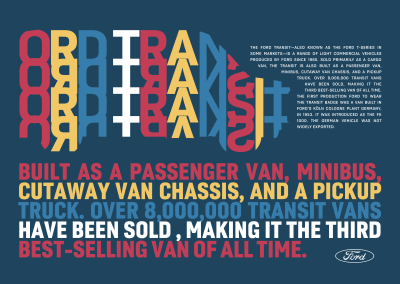 ORD TRANSIT
THE FORD TRANSIT—ALSO KNOWN AS THE FORD T-SERIES IN
SOME MARKETS—IS A RANGE OF LIGHT COMMERCIAL VEHICLES
PRODUCED BY FORD SINCE 1965. SOLD PRIMARILY AS A CARGO
VAN, THE TRANSIT IS ALSO BUILT AS A PASSENGER VAN,
MINIBUS, CUTAWAY VAN CHASSIS, AND A PICKUP
TRUCK. OVER 8,000,000 TRANSIT VANS
HAVE BEEN SOLD, MAKING IT THE
THIRD BEST-SELLING VAN OF ALL TIME.
THE FIRST PRODUCTION FORD TO WEAR
THE TRANSIT BADGE WAS A VAN BUILT IN
FORD'S KÖLN COLOGNE PLANT GERMANY.
IN 1953. IT WAS INTRODUCED AS THE FK
1000. THE GERMAN VEHICLE WAS NOT
WIDELY EXPORTED.
BUILT AS A PASSENGER VAN, MINIBUS,
CUTAWAY VAN CHASSIS, AND A PICKUP
TRUCK. OVER 8,000,000 TRANSIT VANS
HAVE BEEN SOLD , MAKING IT THE THIRD
BEST-SELLING VAN OF ALL TIME.
Ford